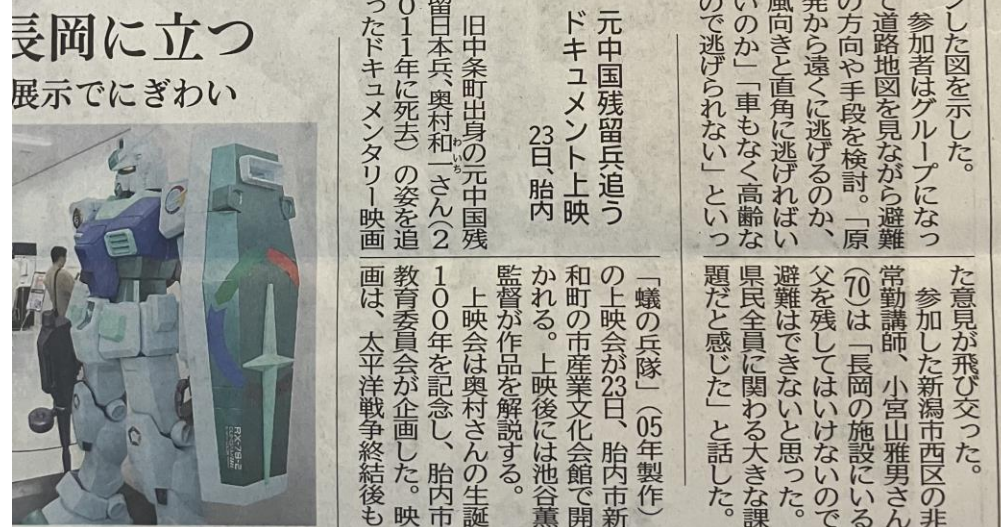 ンした図を示した。
参加者はグループになっ
て道路地図を見ながら避難
の方向や手段を検討。「原
発から遠くに逃げるのか、
風向きと直角に逃げればい
いのか」「車もなく高齢な
ので逃げられない」といっ
た意見が飛び交った。
参加した新潟市西区の非
常勤講師、小宮山雅男さん
(70)は「長岡の施設にいる
父を残してはいけないので
避難はできないと思った。
県民全員に関わる大きな課
題だと感じた」と話した。
元中国残留兵追う
ドキュメント上映
23日、胎内
旧中条町出身の元中国残
留日本兵、奥村和一さん(2
わいち
011年に死去)の姿を追
ったドキュメンタリー映画
「蟻の兵隊」(05年製作)
の上映会が23日、胎内市新
和町の市産業文化会館で開
かれる。上映後には池谷薫
監督が作品を解説する。
上映会は奥村さんの生誕
100年を記念し、胎内市
教育委員会が企画した。映
画は、太平洋戦争終結後も
長岡に立つ
展示でにぎわい
RX-78-2